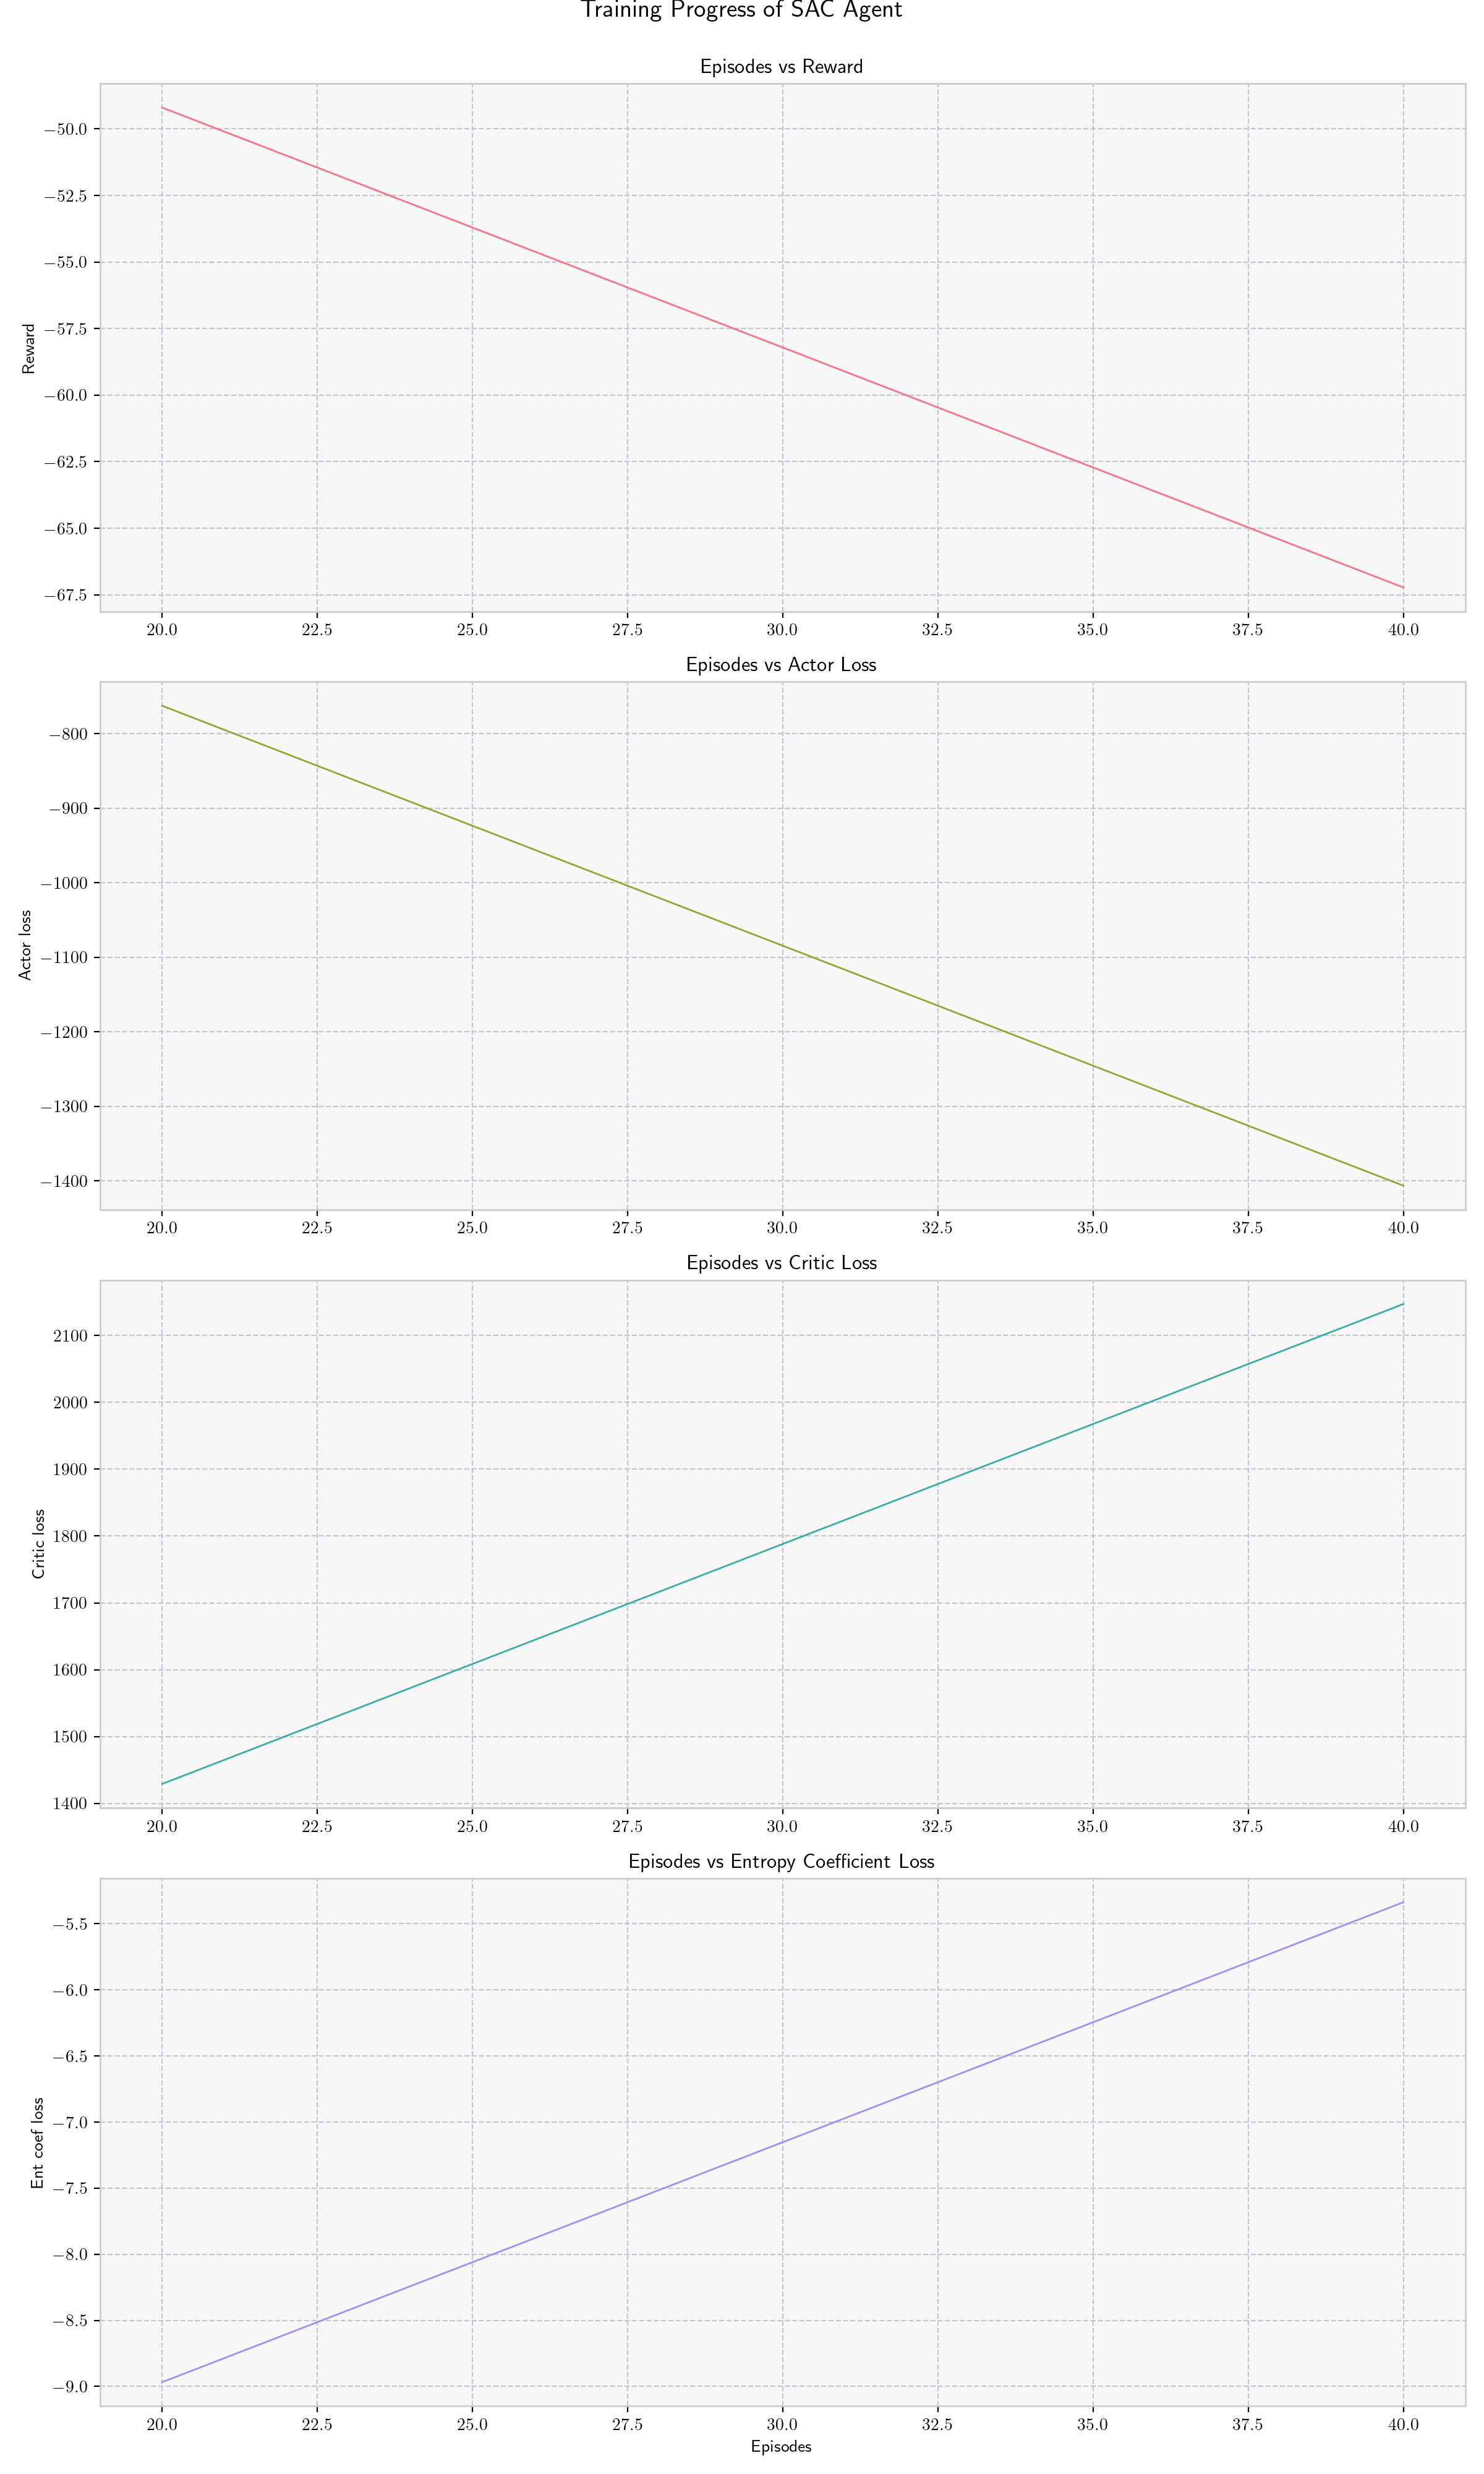 Training Progress of SAC Agent
Episodes vs Reward
Reward
−50.0
−52.5
−55.0
−57.5
−60.0
−62.5
−65.0
−67.5
20.0 22.5 25.0 27.5 30.0 32.5 35.0 37.5 40.0
Episodes vs Actor Loss
Actor loss
−800
−900
−1000
−1100
−1200
−1300
−1400
20.0 22.5 25.0 27.5 30.0 32.5 35.0 37.5 40.0
Episodes vs Critic Loss
Critic loss
2100
2000
1900
1800
1700
1600
1500
1400
20.0 22.5 25.0 27.5 30.0 32.5 35.0 37.5 40.0
Episodes vs Entropy Coefficient Loss
Ent coef loss
−5.5
−6.0
−6.5
−7.0
−7.5
−8.0
−8.5
−9.0
20.0 22.5 25.0 27.5 30.0 32.5 35.0 37.5 40.0
Episodes